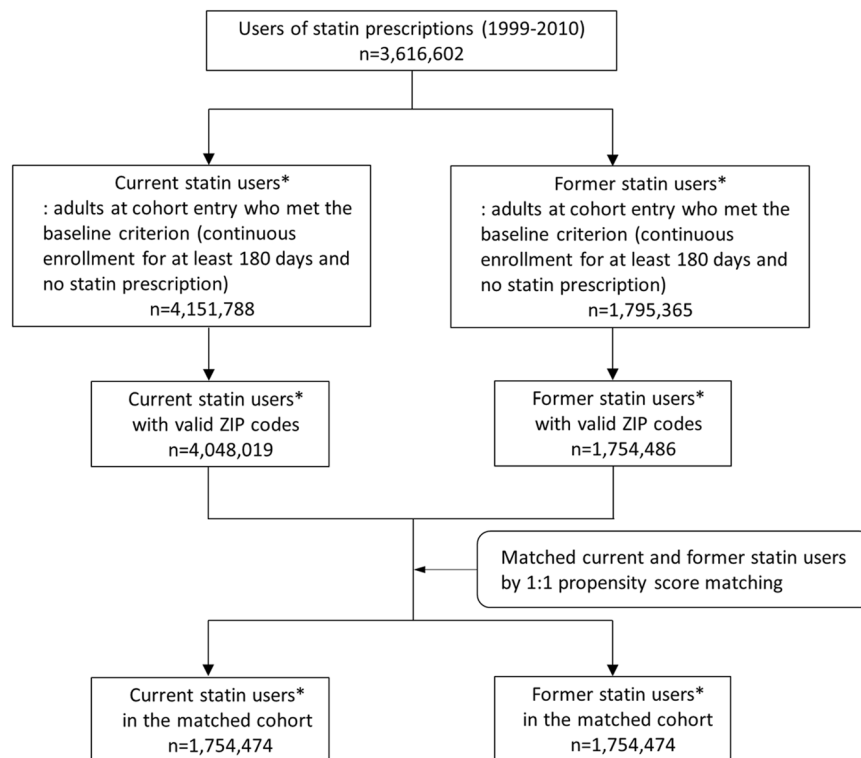 Users of statin prescriptions (1999-2010)
n=3,616,602
Current statin users*
: adults at cohort entry who met the
baseline criterion (continuous
enrollment for at least 180 days and
no statin prescription)
n=4,151,788
Former statin users*
: adults at cohort entry who met the
baseline criterion (continuous
enrollment for at least 180 days and
no statin prescription)
n=1,795,365
Current statin users*
with valid ZIP codes
n=4,048,019
Former statin users*
with valid ZIP codes
n=1,754,486
Matched current and former statin users
by 1:1 propensity score matching
Current statin users*
in the matched cohort
n=1,754,474
Former statin users*
in the matched cohort
n=1,754,474